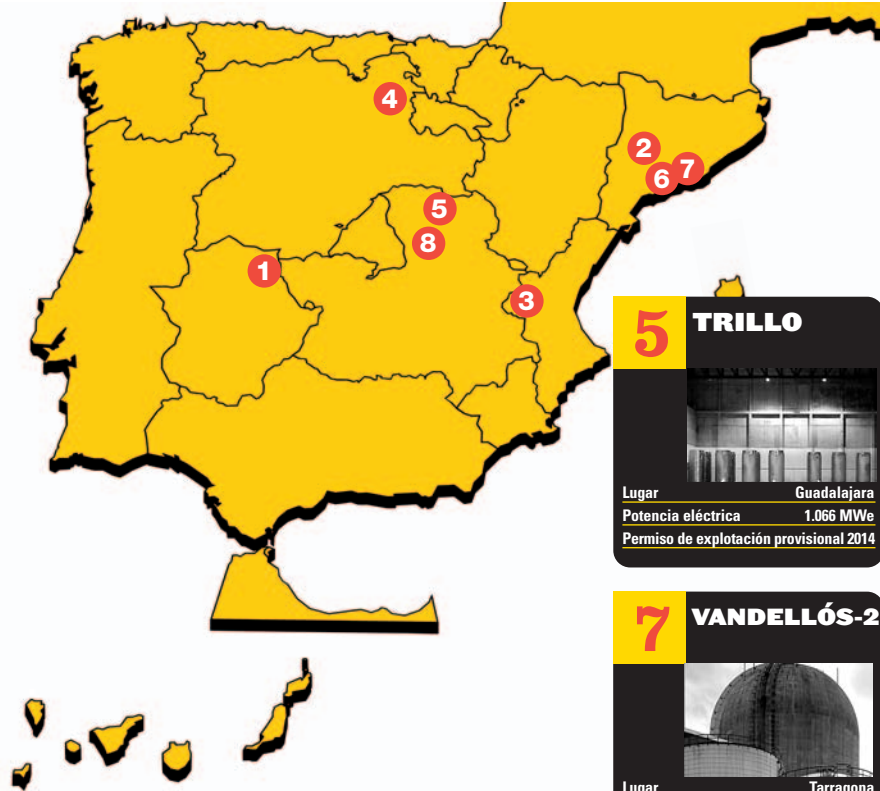 4
2
7
6
5
8
1
3
5 TRILLO
Lugar Guadalajara
Potencia eléctrica 1.066 MWe
Permiso de explotación provisional 2014
7 VANDELLÓS-2
Lugar Tarragona